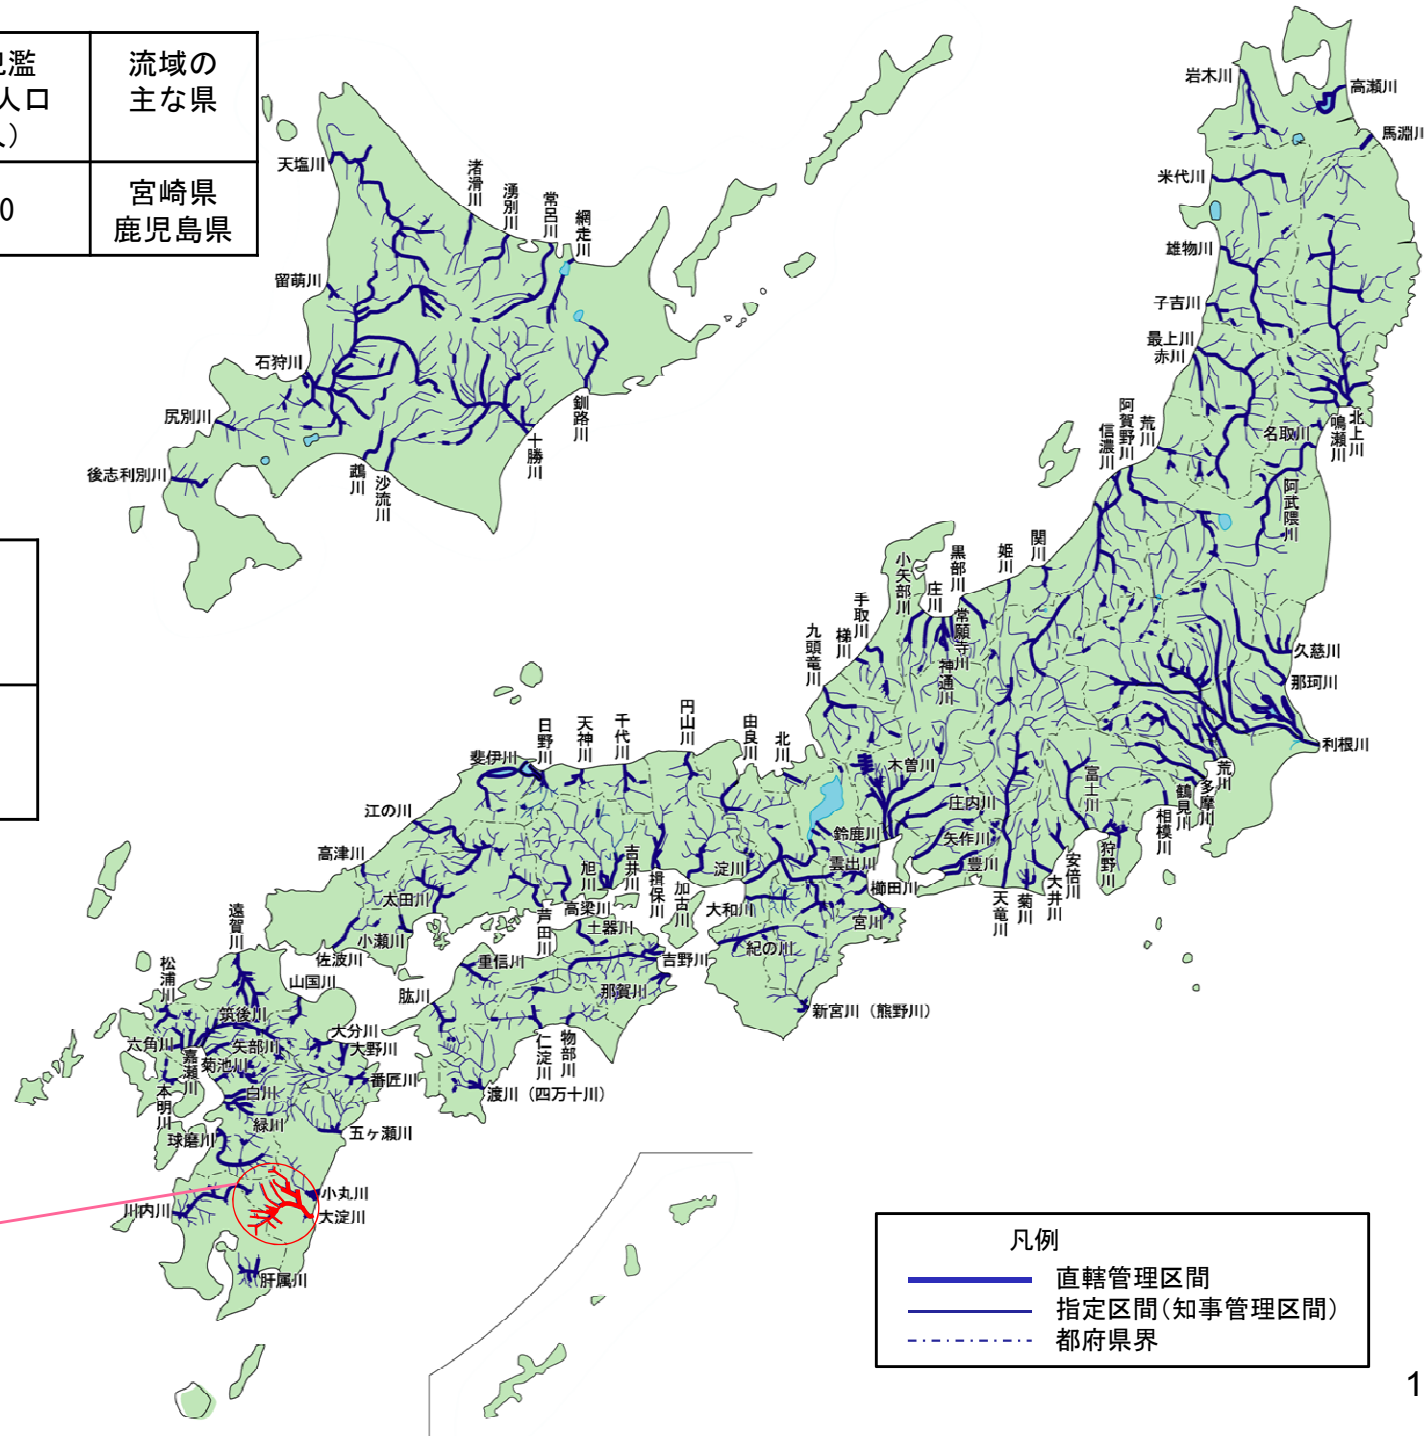 氾濫
人口
人）
流域の
主な県
0
宮崎県
鹿児島県
天塩川
渚滑川
湧別川
常呂川
網走川
留萌川
石狩川
尻別川
後志利別川
鵡川
沙流川
十勝川
釧路川
岩木川
高瀬川
馬淵川
米代川
雄物川
子吉川
最上川
赤川
荒川
阿賀野川
信濃川
名取川
鳴瀬川
北上川
阿武隈川
関川
姫川
黒部川
常願寺川
神通川
庄川
小矢部川
手取川
梯川
九頭竜川
久慈川
那珂川
利根川
荒川
多摩川
鶴見川
相模川
富士川
狩野川
安倍川
大井川
菊川
天竜川
木曽川
庄内川
矢作川
豊川
鈴鹿川
雲出川
櫛田川
宮川
北川
由良川
円山川
千代川
天神川
日野川
斐伊川
江の川
高津川
太田川
小瀬川
佐波川
旭川
吉井川
高梁川
芦田川
揖保川
加古川
淀川
大和川
紀の川
新宮川（熊野川）
土器川
重信川
吉野川
那賀川
肱川
仁淀川
物部川
渡川（四万十川）
遠賀川
山国川
松浦川
筑後川
六角川
嘉瀬川
矢部川
菊池川
本明川
白川
緑川
球磨川
大分川
大野川
番匠川
五ヶ瀬川
小丸川
大淀川
川内川
肝属川
凡例
直轄管理区間
指定区間（知事管理区間）
都府県界
1